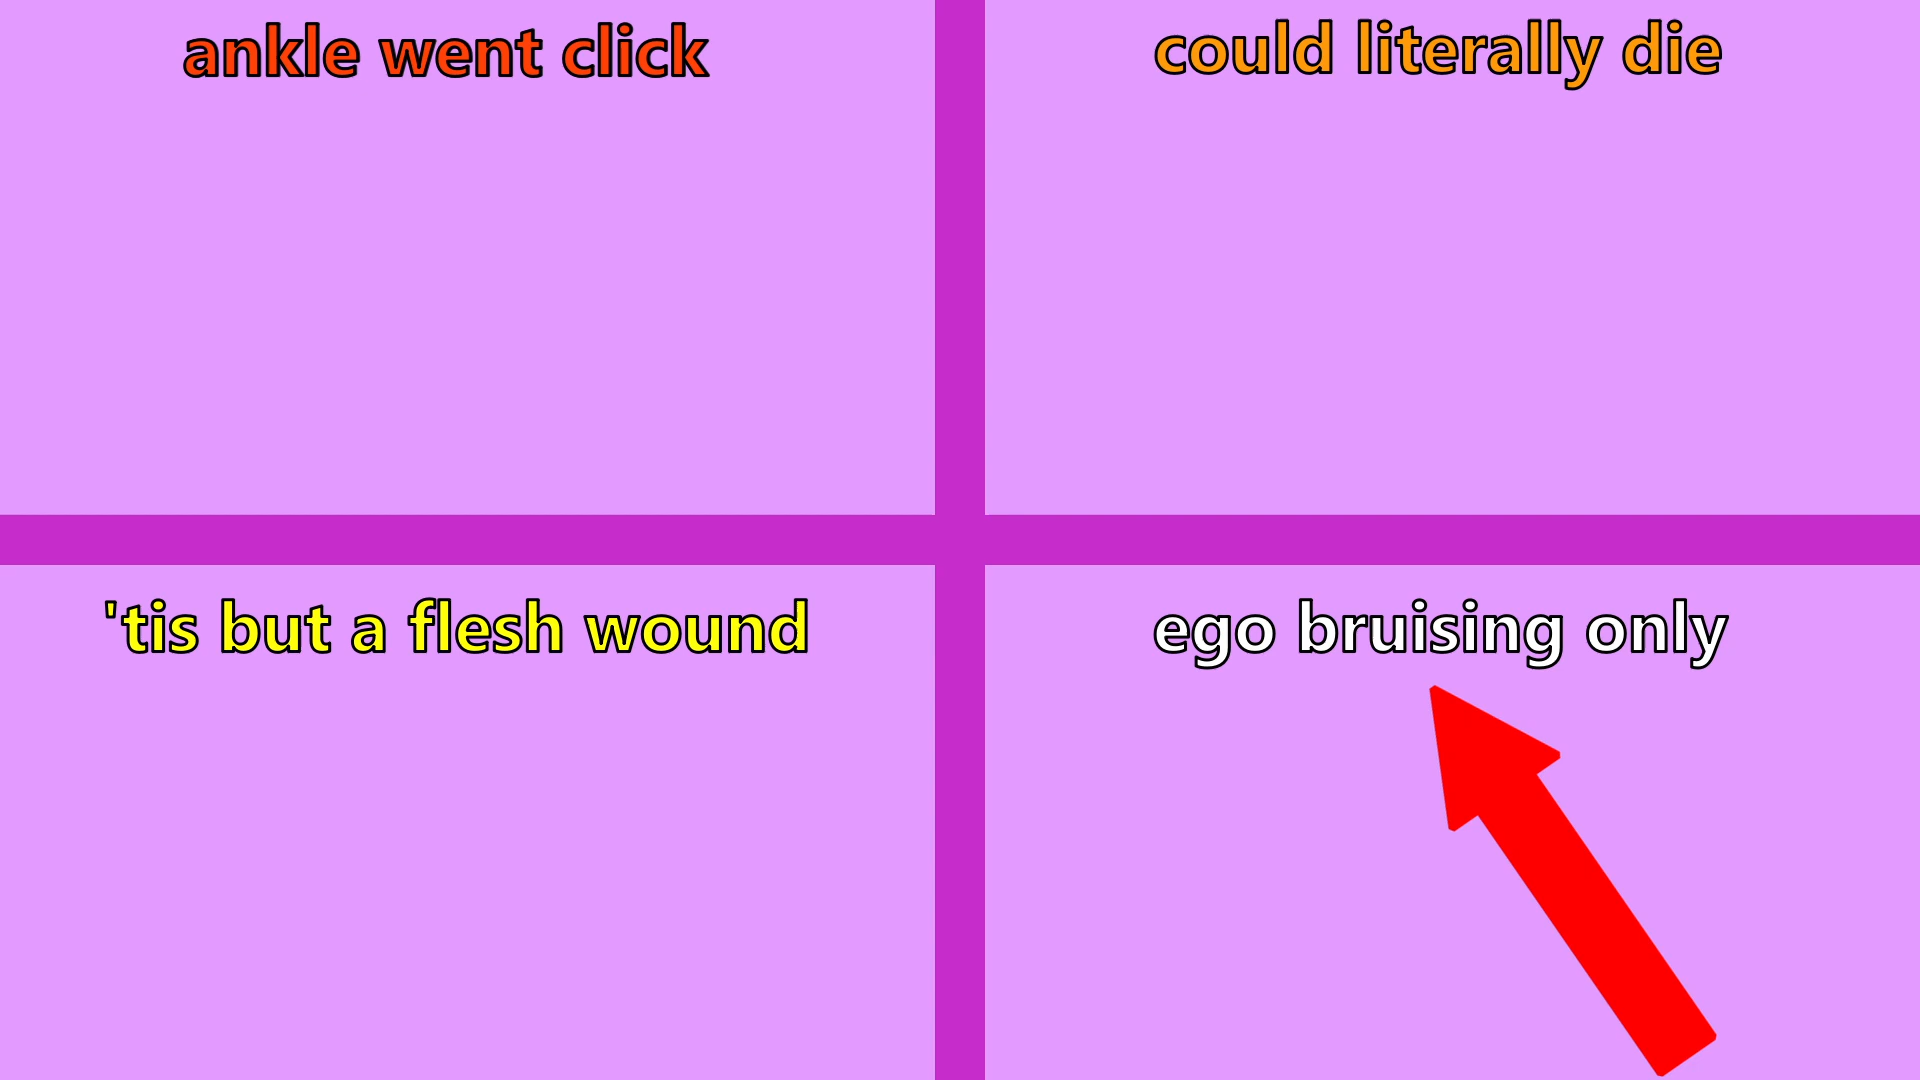 ankle went click
could literally die
'tis but a flesh wound
ego bruising only